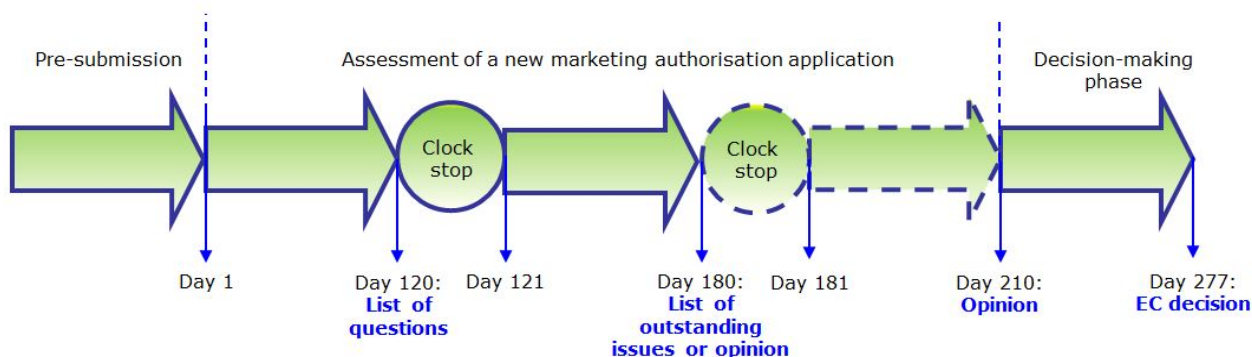 Pre-submission
Assessment of a new marketing authorisation application
Decision-making
phase
Clock
stop
Clock
stop
Day 1
Day 120:
List of
questions
Day 121
Day 180:
List of
outstanding
issues or opinion
Day 181
Day 210:
Opinion
Day 277:
EC decision